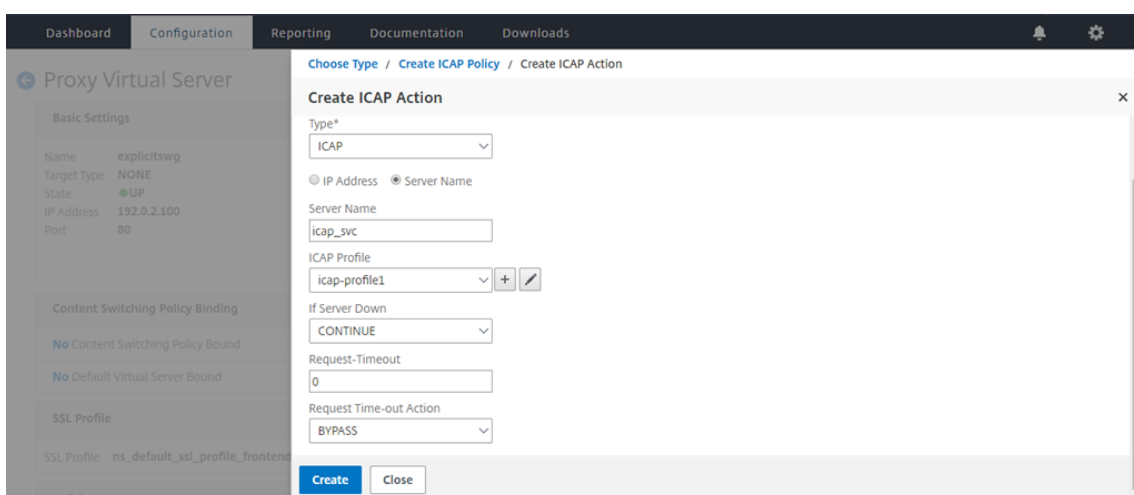 Dashboard Configuration Reporting Documentation Downloads
Proxy Virtual Server
Basic Settings
Name explicitswg
Target Type NONE
State UP
IP Address 192.0.2.100
Port 80
Content Switching Policy Binding
No Content Switching Policy Bound
No Default Virtual Server Bound
SSL Profile
SSL Profile ns_default_ssl_profile_frontend
Choose Type / Create ICAP Policy / Create ICAP Action
Create ICAP Action
Type*
ICAP
IP Address Server Name
Server Name
icap_svc
ICAP Profile
icap-profile1
If Server Down
CONTINUE
Request-Timeout
0
Request Time-out Action
BYPASS
Create Close